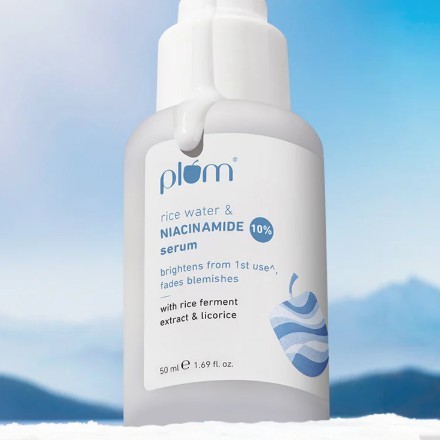 plum®
rice water &
NIACINAMIDE 10%
serum
brightens from 1st use^,
fades blemishes
with rice ferment
extract & licorice
50 ml ℮ 1.69 fl. oz.